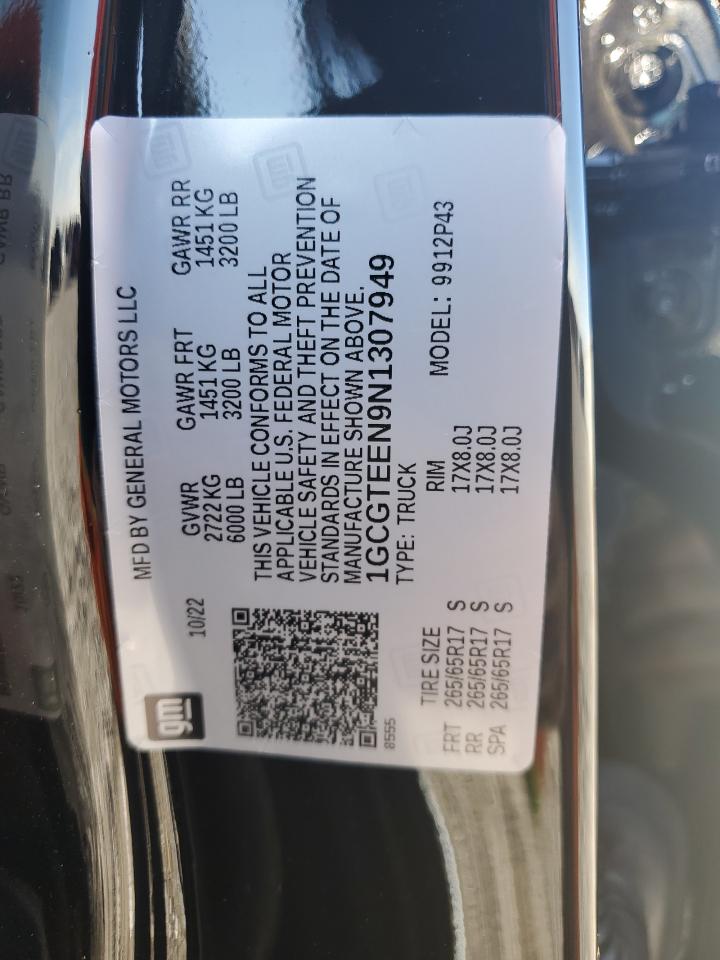 gm
MFD BY GENERAL MOTORS LLC
10/22
GVWR GAWR FRT GAWR RR
2722 KG 1451 KG 1451 KG
6000 LB 3200 LB 3200 LB
THIS VEHICLE CONFORMS TO ALL
APPLICABLE U.S. FEDERAL MOTOR
VEHICLE SAFETY AND THEFT PREVENTION
STANDARDS IN EFFECT ON THE DATE OF
MANUFACTURE SHOWN ABOVE.
1GCGTEEN9N1307949
8555
TYPE: TRUCK
MODEL: 9912P43
TIRE SIZE RIM
FRT 265/65R17 S 17X8.0J
RR 265/65R17 S 17X8.0J
SPA 265/65R17 S 17X8.0J